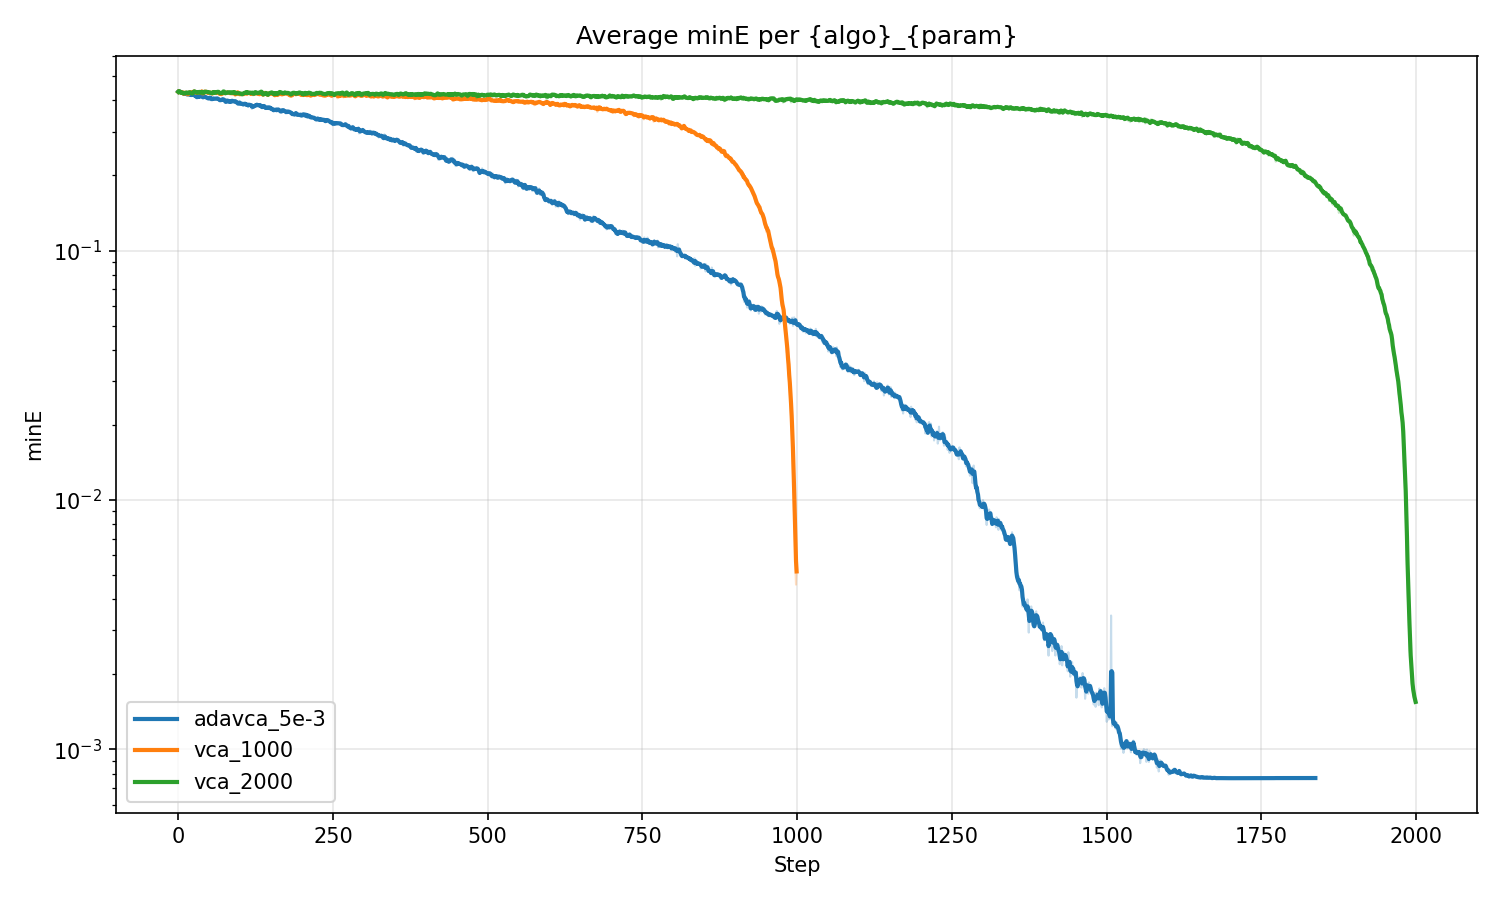 Average minE per {algo}_{param}
minE
10⁻¹
10⁻²
10⁻³
adavca_5e-3
vca_1000
vca_2000
0 250 500 750 1000 1250 1500 1750 2000
Step